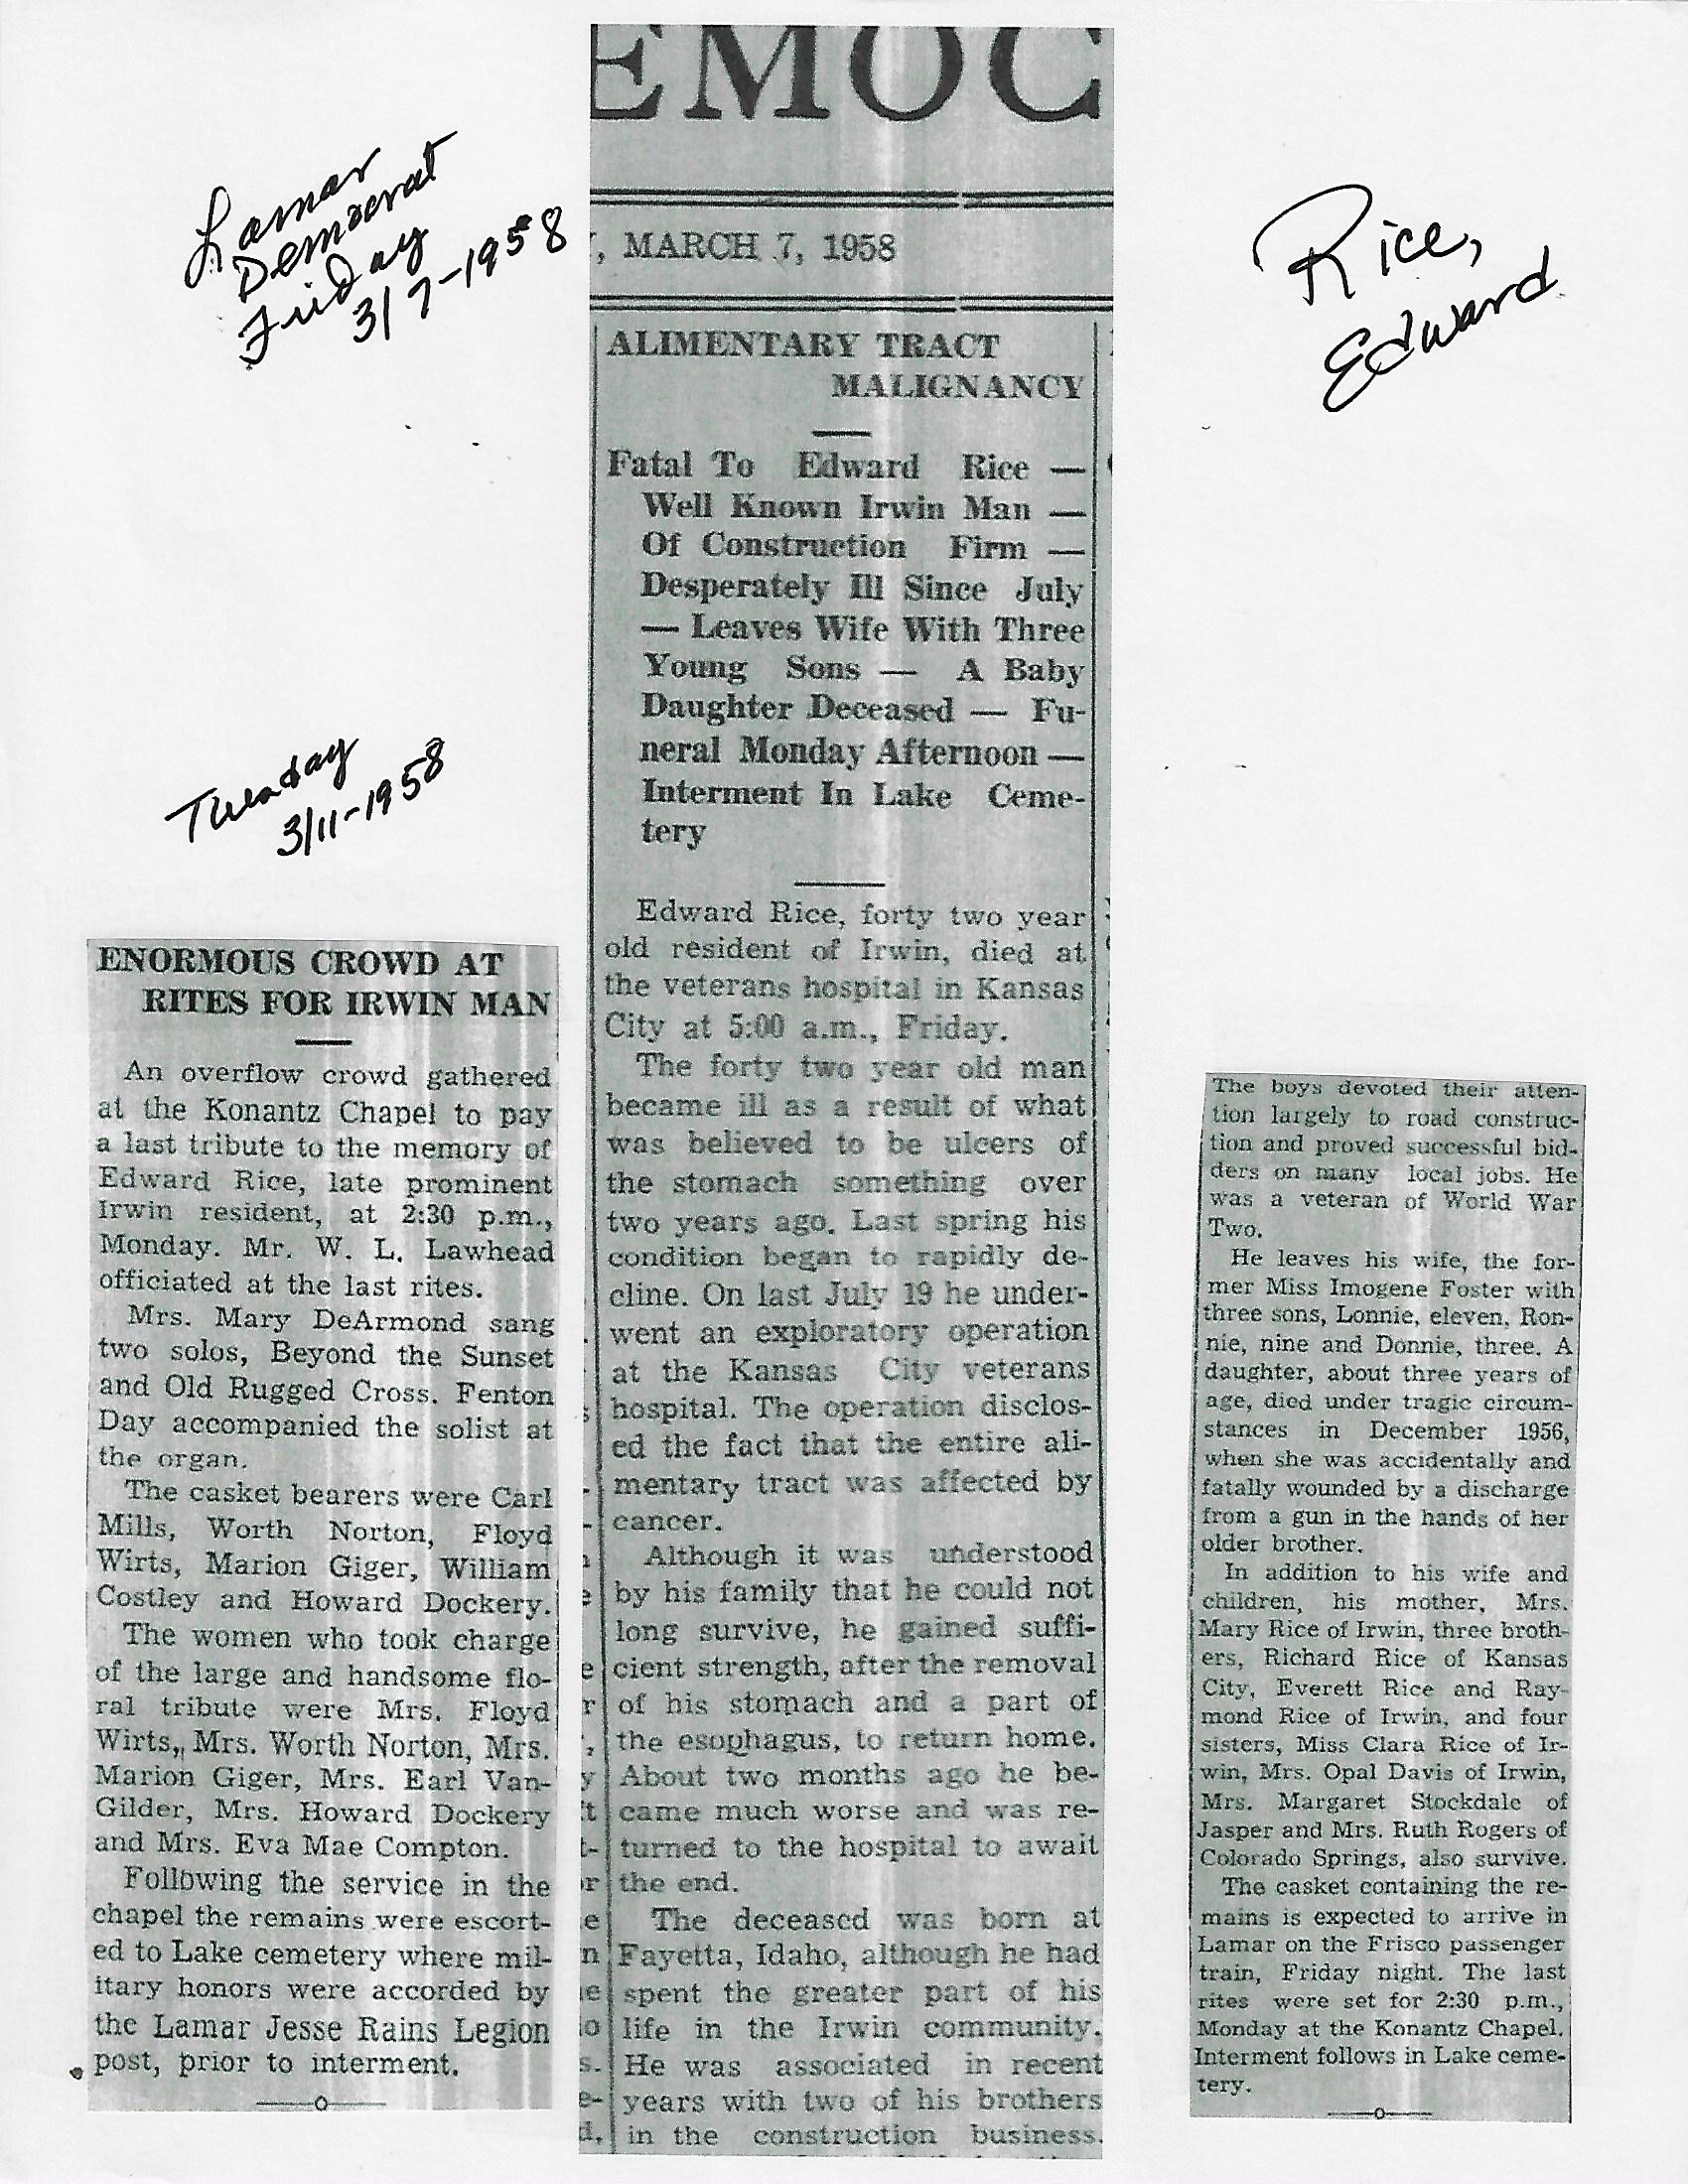 Lamar
Democrat
Friday
3/7-1958
Rice,
Edward
EMOC
, MARCH 7, 1958
ALIMENTARY TRACT
MALIGNANCY
Fatal To Edward Rice —
Well Known Irwin Man —
Of Construction Firm —
Desperately Ill Since July
— Leaves Wife With Three
Young Sons — A Baby
Daughter Deceased — Fu-
neral Monday Afternoon —
Interment In Lake Ceme-
tery
Edward Rice, forty two year
old resident of Irwin, died at
the veterans hospital in Kansas
City at 5:00 a.m., Friday.
The forty two year old man
became ill as a result of what
was believed to be ulcers of
the stomach something over
two years ago. Last spring his
condition began to rapidly de-
cline. On last July 19 he under-
went an exploratory operation
at the Kansas City veterans
hospital. The operation disclos-
ed the fact that the entire ali-
mentary tract was affected by
cancer.
Although it was understood
by his family that he could not
long survive, he gained suffi-
cient strength, after the removal
of his stomach and a part of
the esophagus, to return home.
About two months ago he be-
came much worse and was re-
turned to the hospital to await
the end.
The deceased was born at
Fayetta, Idaho, although he had
spent the greater part of his
life in the Irwin community.
He was associated in recent
years with two of his brothers
in the construction business.
The boys devoted their atten-
tion largely to road construc-
tion and proved successful bid-
ders on many local jobs. He
was a veteran of World War
Two.
He leaves his wife, the for-
mer Miss Imogene Foster with
three sons, Lonnie, eleven, Ron-
nie, nine and Donnie, three. A
daughter, about three years of
age, died under tragic circum-
stances in December 1956,
when she was accidentally and
fatally wounded by a discharge
from a gun in the hands of her
older brother.
In addition to his wife and
children, his mother, Mrs.
Mary Rice of Irwin, three broth-
ers, Richard Rice of Kansas
City, Everett Rice and Ray-
mond Rice of Irwin, and four
sisters, Miss Clara Rice of Ir-
win, Mrs. Opal Davis of Irwin,
Mrs. Margaret Stockdale of
Jasper and Mrs. Ruth Rogers of
Colorado Springs, also survive.
The casket containing the re-
mains is expected to arrive in
Lamar on the Frisco passenger
train, Friday night. The last
rites were set for 2:30 p.m.,
Monday at the Konantz Chapel.
Interment follows in Lake ceme-
tery.
Tuesday
3/11-1958
ENORMOUS CROWD AT
RITES FOR IRWIN MAN
An overflow crowd gathered
at the Konantz Chapel to pay
a last tribute to the memory of
Edward Rice, late prominent
Irwin resident, at 2:30 p.m.,
Monday. Mr. W. L. Lawhead
officiated at the last rites.
Mrs. Mary DeArmond sang
two solos, Beyond the Sunset
and Old Rugged Cross. Fenton
Day accompanied the solist at
the organ.
The casket bearers were Carl
Mills, Worth Norton, Floyd
Wirts, Marion Giger, William
Costley and Howard Dockery.
The women who took charge
of the large and handsome flo-
ral tribute were Mrs. Floyd
Wirts,, Mrs. Worth Norton, Mrs.
Marion Giger, Mrs. Earl Van-
Gilder, Mrs. Howard Dockery
and Mrs. Eva Mae Compton.
Following the service in the
chapel the remains were escort-
ed to Lake cemetery where mil-
itary honors were accorded by
the Lamar Jesse Rains Legion
post, prior to interment.